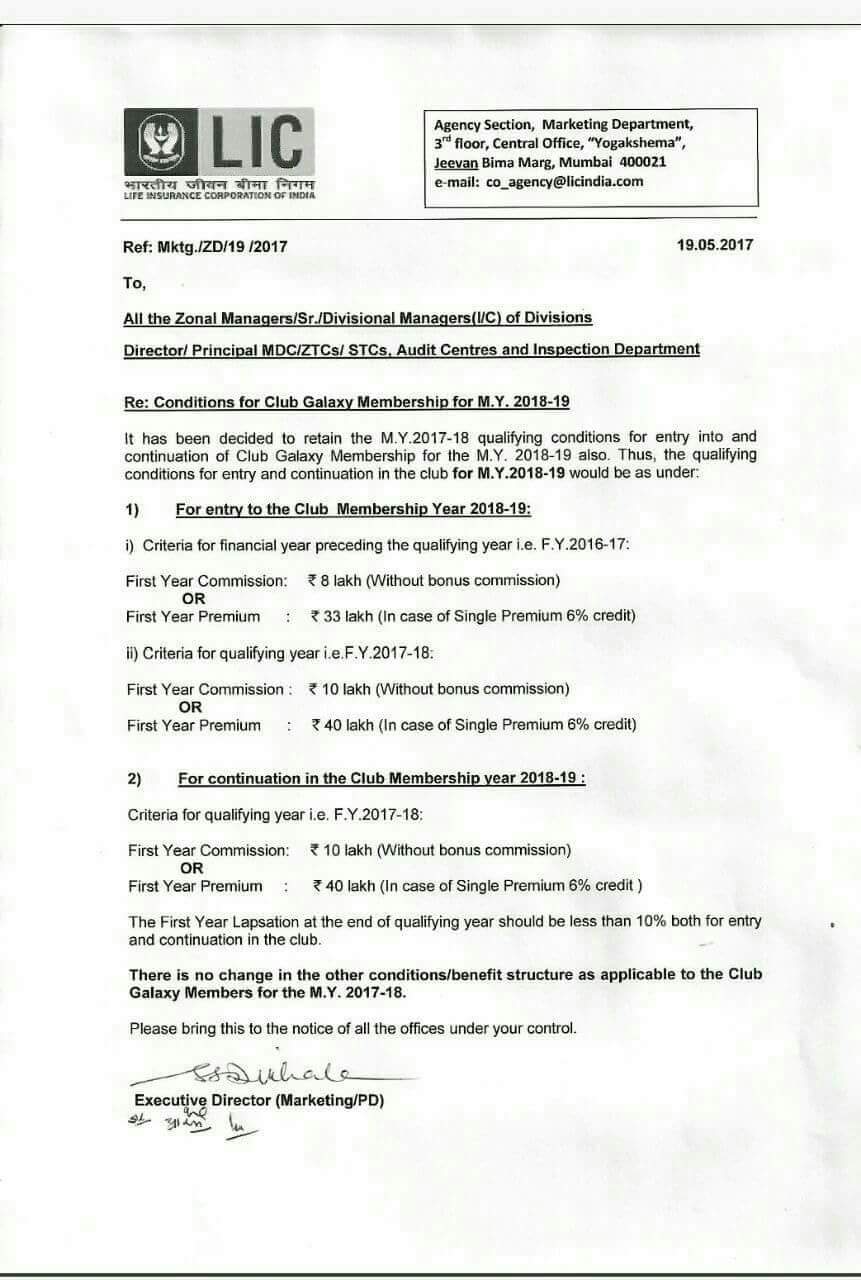 LIC
भारतीय जीवन बीमा निगम
LIFE INSURANCE CORPORATION OF INDIA
Agency Section, Marketing Department,
3rd floor, Central Office, “Yogakshema”,
Jeevan Bima Marg, Mumbai 400021
e-mail: co_agency@licindia.com
Ref: Mktg./ZD/19 /2017 19.05.2017
To,
All the Zonal Managers/Sr./Divisional Managers(I/C) of Divisions
Director/ Principal MDC/ZTCs/ STCs, Audit Centres and Inspection Department
Re: Conditions for Club Galaxy Membership for M.Y. 2018-19
It has been decided to retain the M.Y.2017-18 qualifying conditions for entry into and
continuation of Club Galaxy Membership for the M.Y. 2018-19 also. Thus, the qualifying
conditions for entry and continuation in the club for M.Y.2018-19 would be as under:
1) For entry to the Club Membership Year 2018-19:
i) Criteria for financial year preceding the qualifying year i.e. F.Y.2016-17:
First Year Commission: ₹ 8 lakh (Without bonus commission)
OR
First Year Premium : ₹ 33 lakh (In case of Single Premium 6% credit)
ii) Criteria for qualifying year i.e.F.Y.2017-18:
First Year Commission : ₹ 10 lakh (Without bonus commission)
OR
First Year Premium : ₹ 40 lakh (In case of Single Premium 6% credit)
2) For continuation in the Club Membership year 2018-19 :
Criteria for qualifying year i.e. F.Y.2017-18:
First Year Commission: ₹ 10 lakh (Without bonus commission)
OR
First Year Premium : ₹ 40 lakh (In case of Single Premium 6% credit )
The First Year Lapsation at the end of qualifying year should be less than 10% both for entry
and continuation in the club.
There is no change in the other conditions/benefit structure as applicable to the Club
Galaxy Members for the M.Y. 2017-18.
Please bring this to the notice of all the offices under your control.
Executive Director (Marketing/PD)